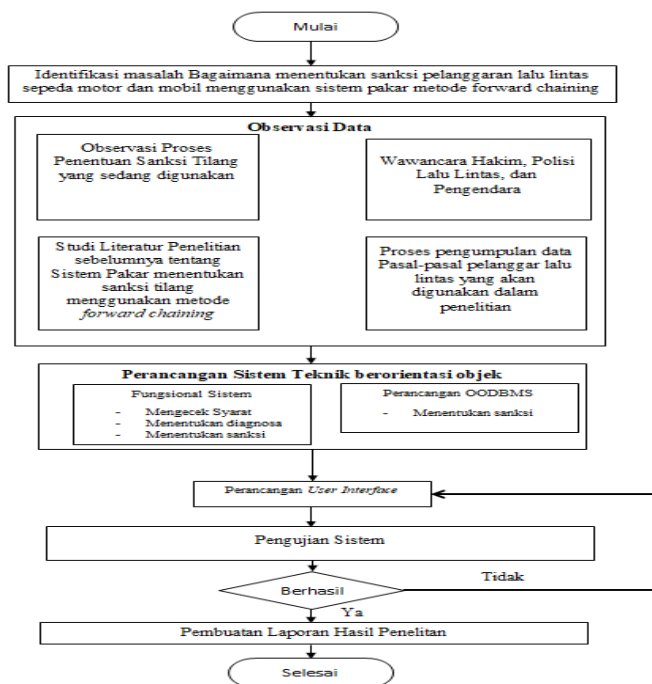 Mulai
Identifikasi masalah Bagaimana menentukan sanksi pelanggaran lalu lintas
sepeda motor dan mobil menggunakan sistem pakar metode forward chaining
Observasi Data
Observasi Proses
Penentuan Sanksi Tilang
yang sedang digunakan
Wawancara Hakim, Polisi
Lalu Lintas, dan
Pengendara
Studi Literatur Penelitian
sebelumnya tentang
Sistem Pakar menentukan
sanksi tilang
menggunakan metode
forward chaining
Proses pengumpulan data
Pasal-pasal pelanggar lalu
lintas yang akan
digunakan dalam
penelitian
Perancangan Sistem Teknik berorientasi objek
Fungsional Sistem
- Mengecek Syarat
- Menentukan diagnosa
- Menentukan sanksi
Perancangan OODBMS
- Menentukan sanksi
Perancangan User Interface
Pengujian Sistem
Berhasil
Tidak
Ya
Pembuatan Laporan Hasil Penelitan
Selesai